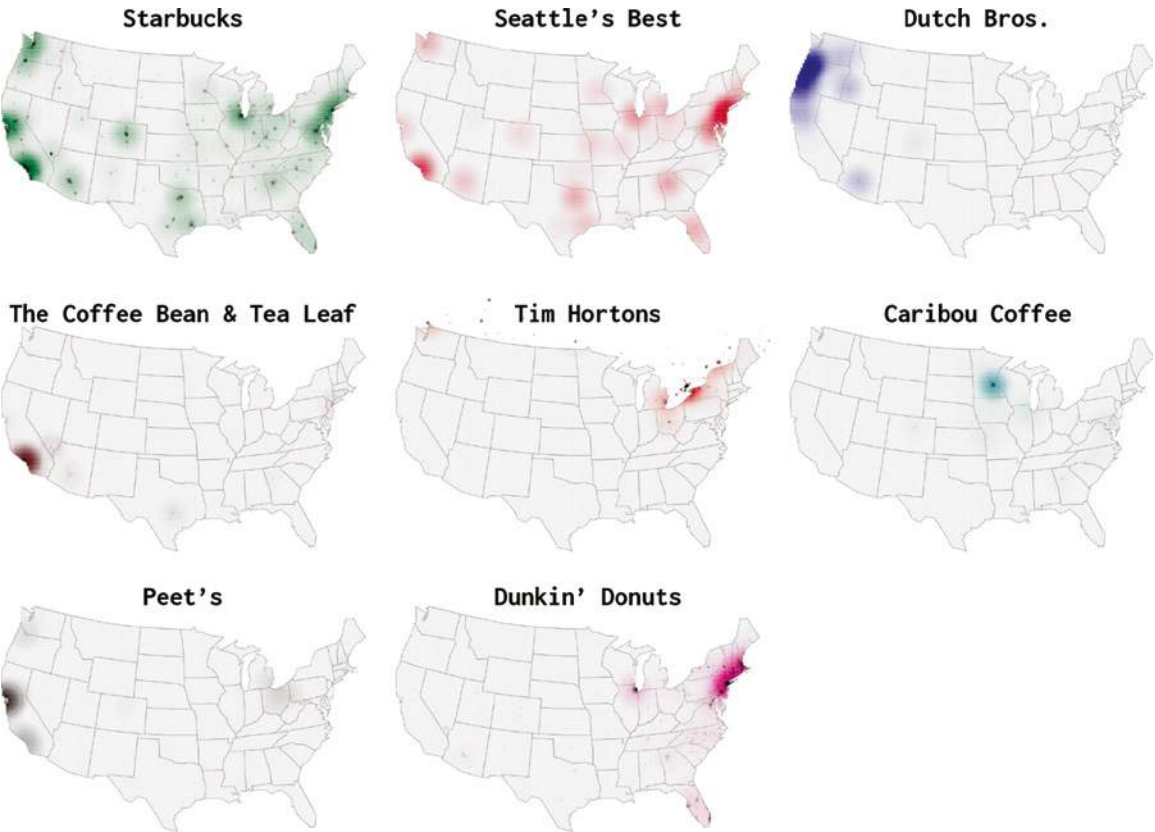 Starbucks
Seattle's Best
Dutch Bros.
The Coffee Bean & Tea Leaf
Tim Hortons
Caribou Coffee
Peet's
Dunkin' Donuts